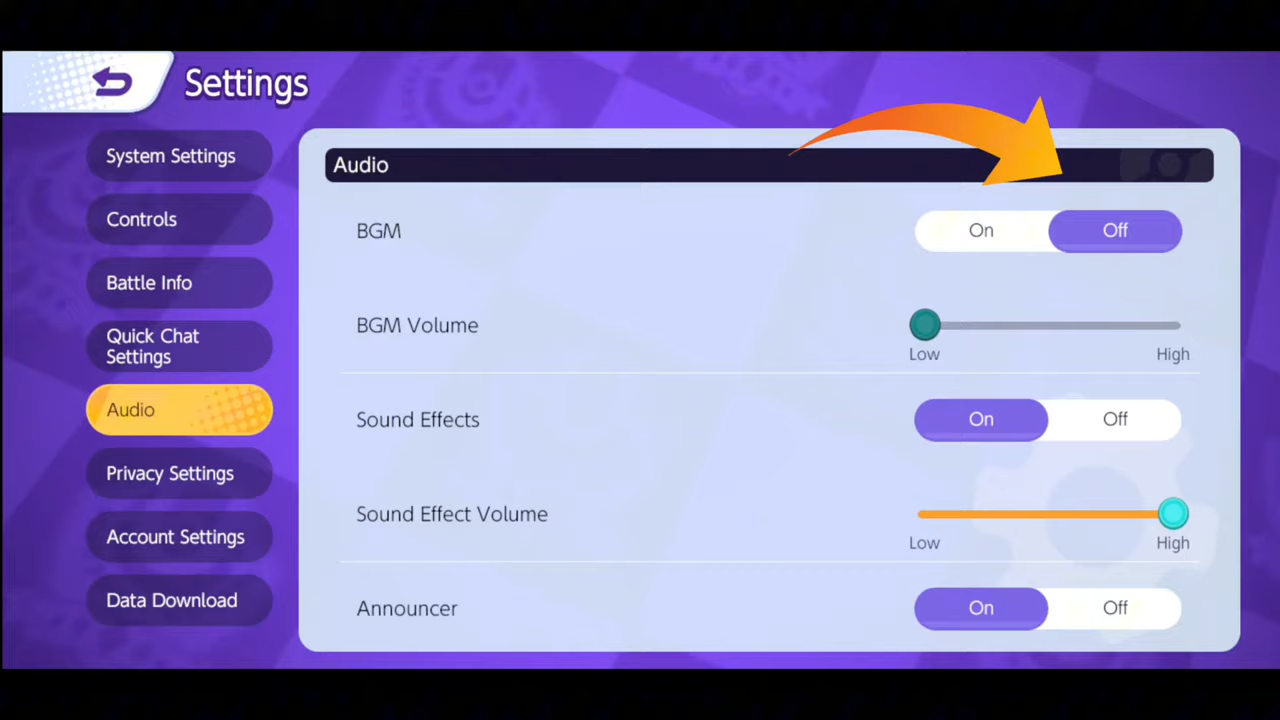 Settings
System Settings
Controls
Battle Info
Quick Chat
Settings
Audio
Privacy Settings
Account Settings
Data Download
Audio
BGM
On
Off
BGM Volume
Low
High
Sound Effects
On
Off
Sound Effect Volume
Low
High
Announcer
On
Off